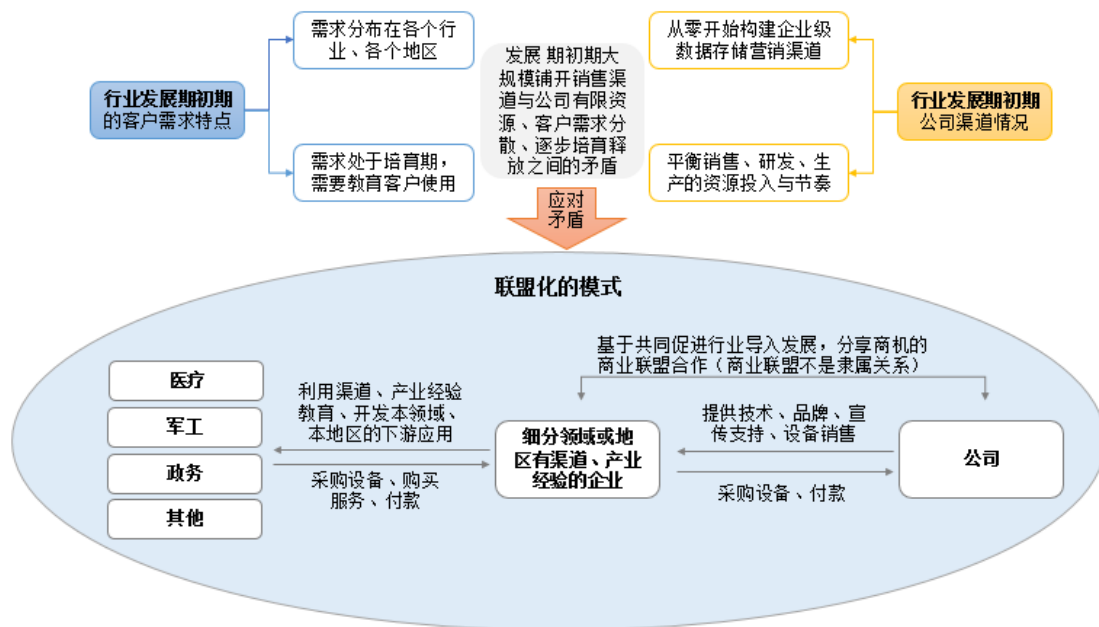 需求分布在各个行
业、各个地区
从零开始构建企业级
数据存储营销渠道
发展 期初期大
规模铺开销售渠
道与公司有限资
源、客户需求分
散、逐步培育释
放之间的矛盾
行业发展期初期
的客户需求特点
行业发展期初期
公司渠道情况
需求处于培育期，
需要教育客户使用
平衡销售、研发、生
产的资源投入与节奏
应对
矛盾
联盟化的模式
基于共同促进行业导入发展，分享商机的
商业联盟合作（商业联盟不是隶属关系）
医疗
军工
政务
其他
利用渠道、产业经验
教育、开发本领域、
本地区的下游应用
采购设备、购买
服务、付款
细分领域或地
区有渠道、产业
经验的企业
提供技术、品牌、宣
传支持、设备销售
采购设备、付款
公司